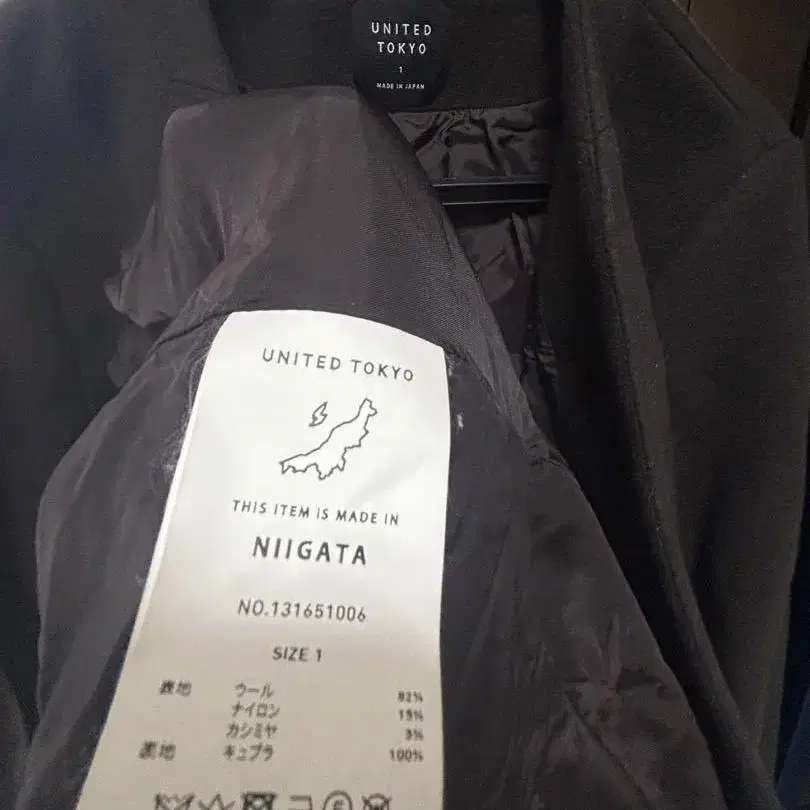 UNITED
TOKYO
1
MADE IN JAPAN
UNITED TOKYO
THIS ITEM IS MADE IN
NIIGATA
NO.131651006
SIZE 1
表地 ウール 82%
ナイロン 15%
カシミヤ 3%
裏地 キュプラ 100%